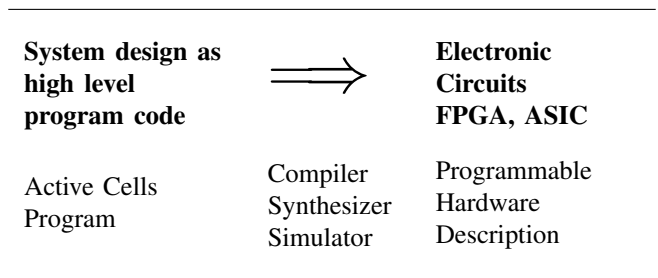 System design as
high level
program code
Electronic
Circuits
FPGA, ASIC
Active Cells
Program
Compiler
Synthesizer
Simulator
Programmable
Hardware
Description